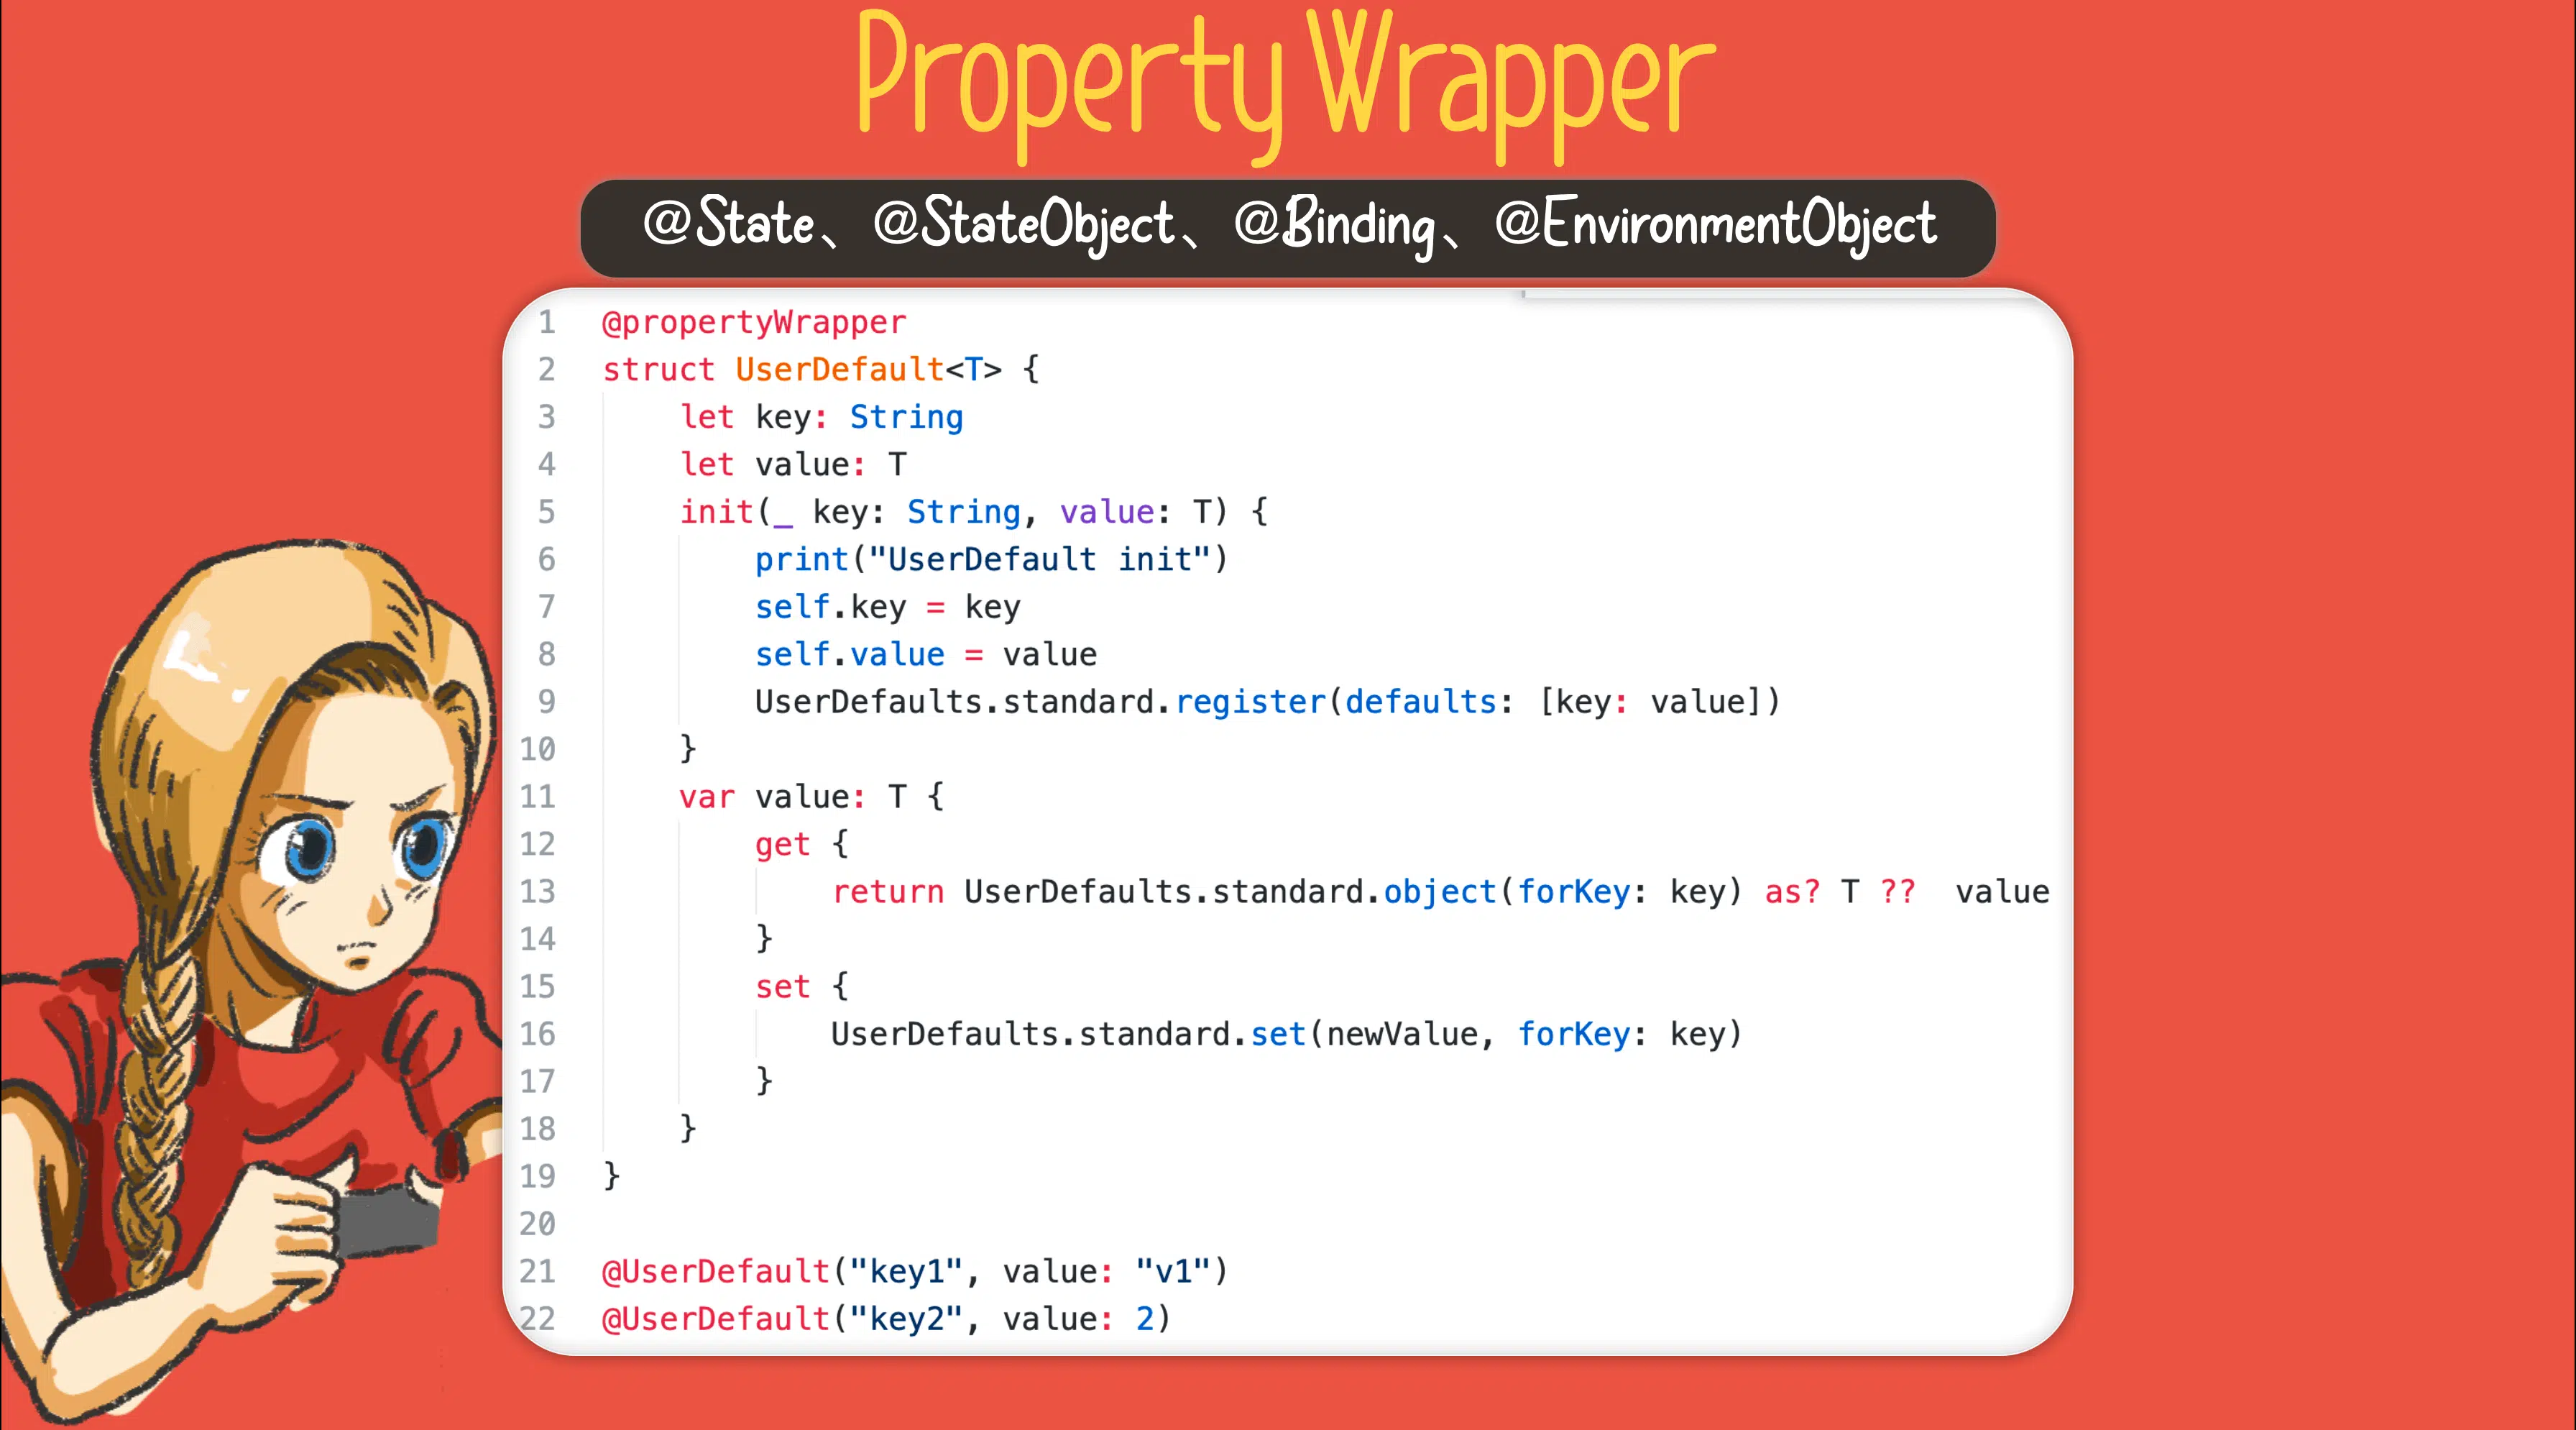 Property Wrapper
@State、@StateObject、@Binding、@EnvironmentObject
1 @propertyWrapper
2 struct UserDefault<T> {
3 let key: String
4 let value: T
5 init(_ key: String, value: T) {
6 print("UserDefault init")
7 self.key = key
8 self.value = value
9 UserDefaults.standard.register(defaults: [key: value])
10 }
11 var value: T {
12 get {
13 return UserDefaults.standard.object(forKey: key) as? T ??  value
14 }
15 set {
16 UserDefaults.standard.set(newValue, forKey: key)
17 }
18 }
19 }
20
21 @UserDefault("key1", value: "v1")
22 @UserDefault("key2", value: 2)